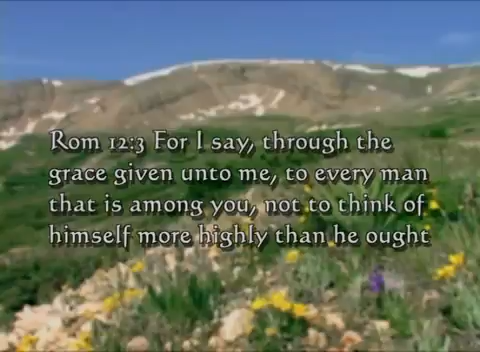 Rom 12:3 For I say, through the
grace given unto me, to every man
that is among you, not to think of
himself more highly than he ought